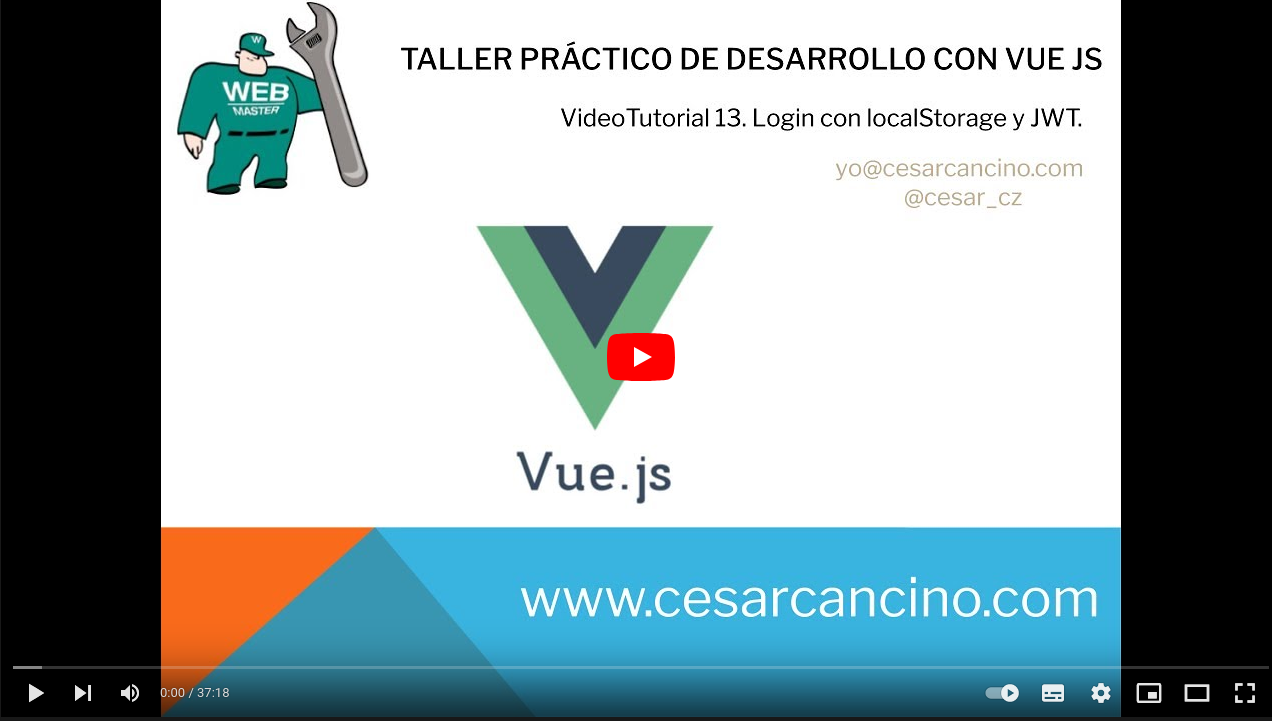 W
WEB
MASTER
TALLER PRÁCTICO DE DESARROLLO CON VUE JS
VideoTutorial 13. Login con localStorage y JWT.
yo@cesarcancino.com
@cesar_cz
Vue.js
www.cesarcancino.com
0:00 / 37:18